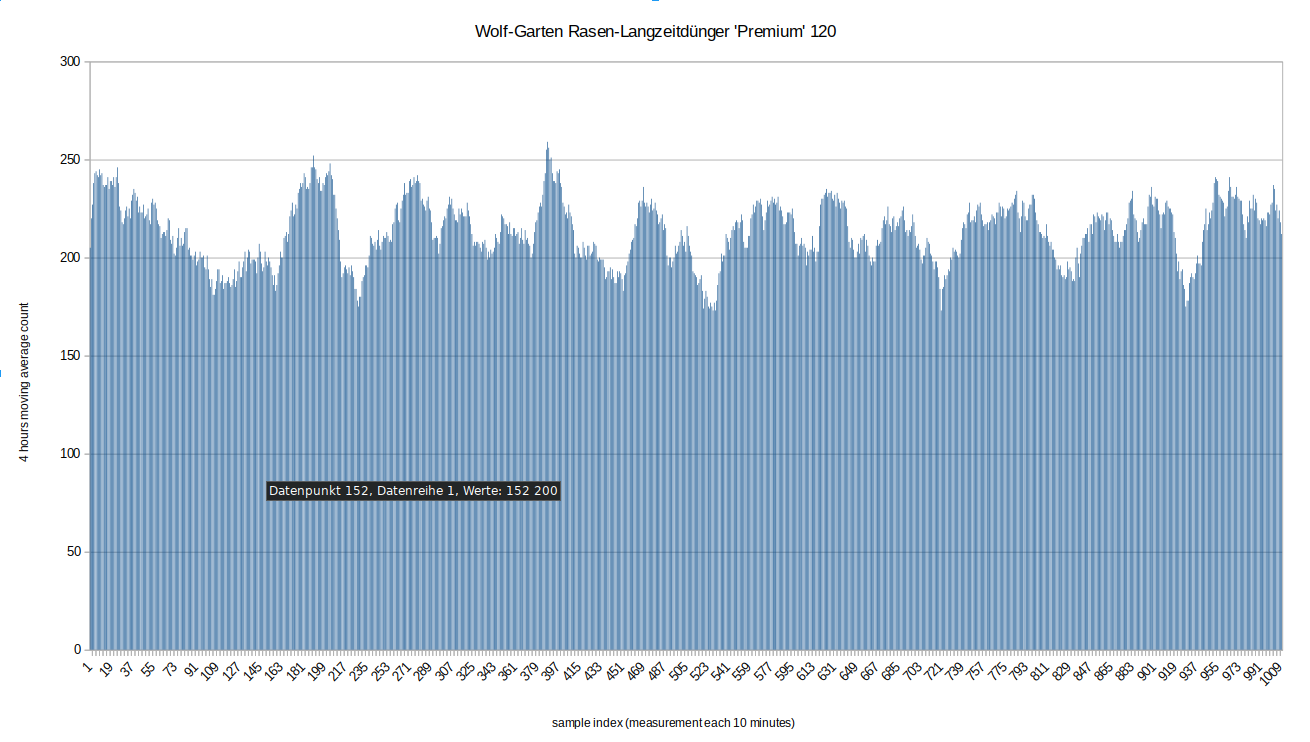 Wolf-Garten Rasen-Langzeitdünger 'Premium' 120
300
250
200
150
100
50
0
4 hours moving average count
Datenpunkt 152, Datenreihe 1, Werte: 152 200
1 19 37 55 73 91 109 127 145 163 181 199 217 235 253 271 289 307 325 343 361 379 397 415 433 451 469 487 505 523 541 559 577 595 613 631 649 667 685 703 721 739 757 775 793 811 829 847 865 883 901 919 937 955 973 991 1009
sample index (measurement each 10 minutes)